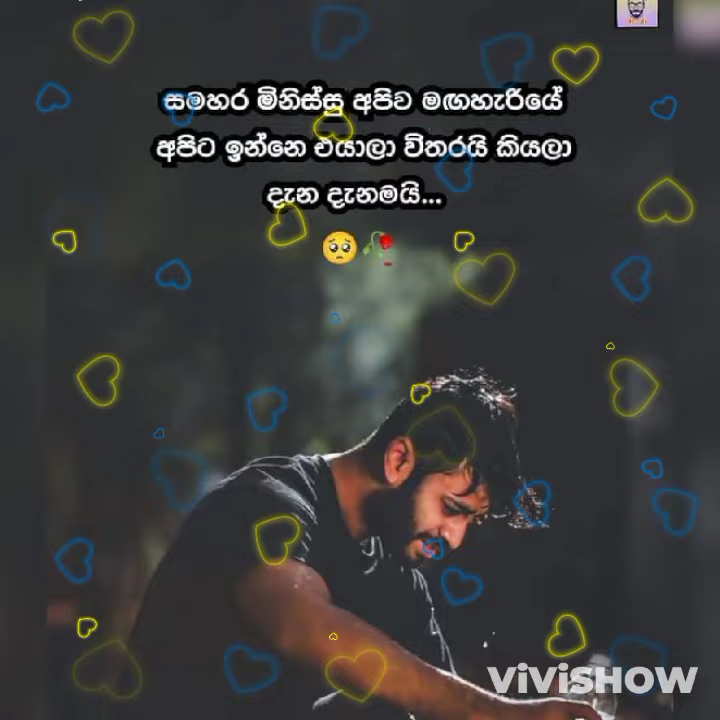 සමහර මිනිස්සු අපිව මඟහැරියේ
අපිට ඉන්නෙ එයාලා විතරයි කියලා
දැන දැනමයි...
🥺🥀
ViViSHOW